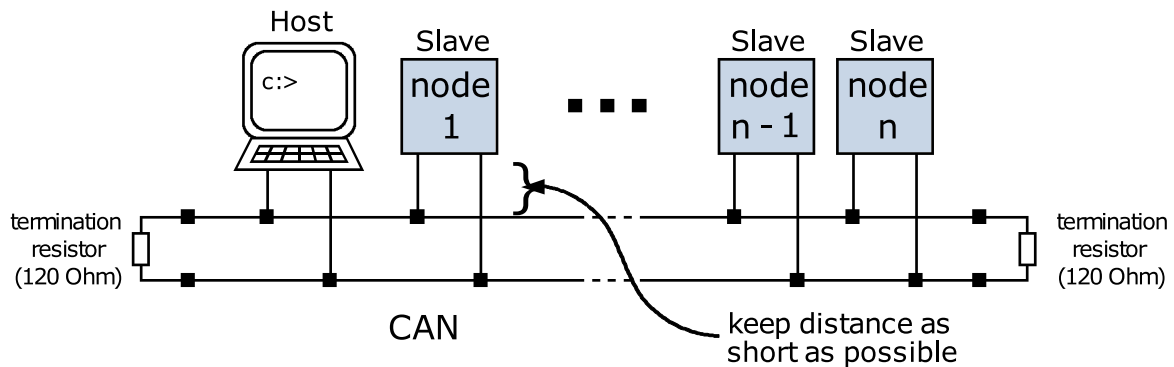 Host
c:>
Slave
node
1
Slave
node
n - 1
Slave
node
n
termination
resistor
(120 Ohm)
termination
resistor
(120 Ohm)
CAN
keep distance as
short as possible